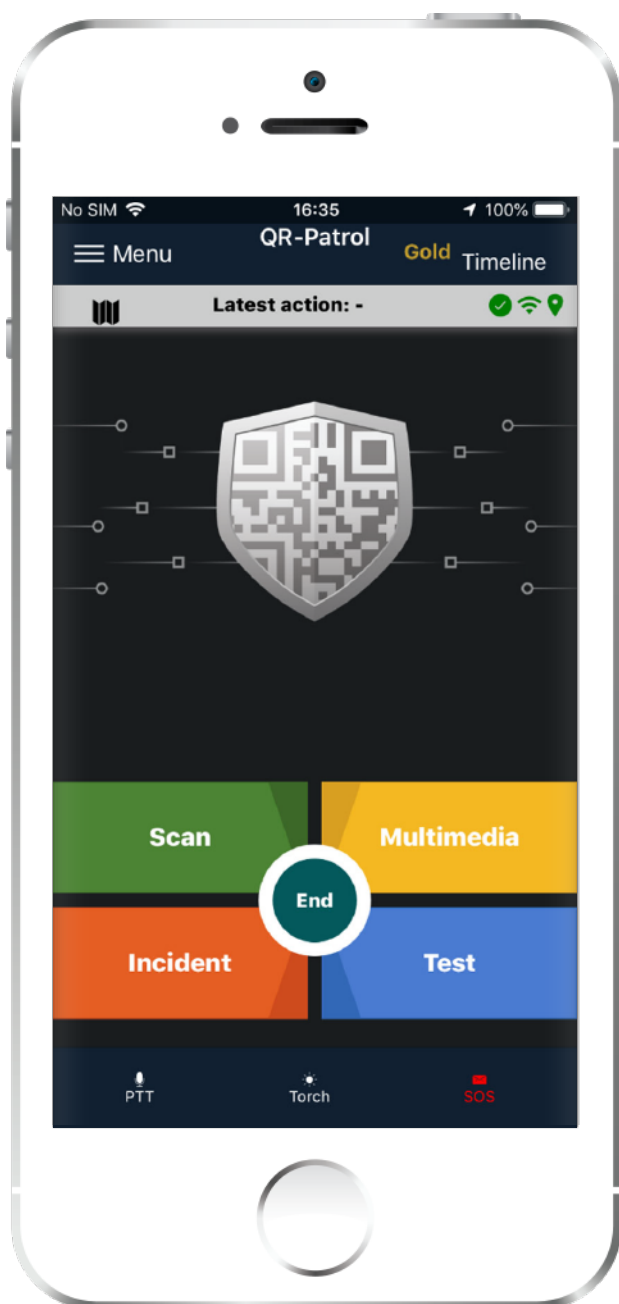 No SIM 16:35 100%
Menu QR-Patrol Gold Timeline
Latest action: -
Scan Multimedia
End
Incident Test
PTT Torch SOS